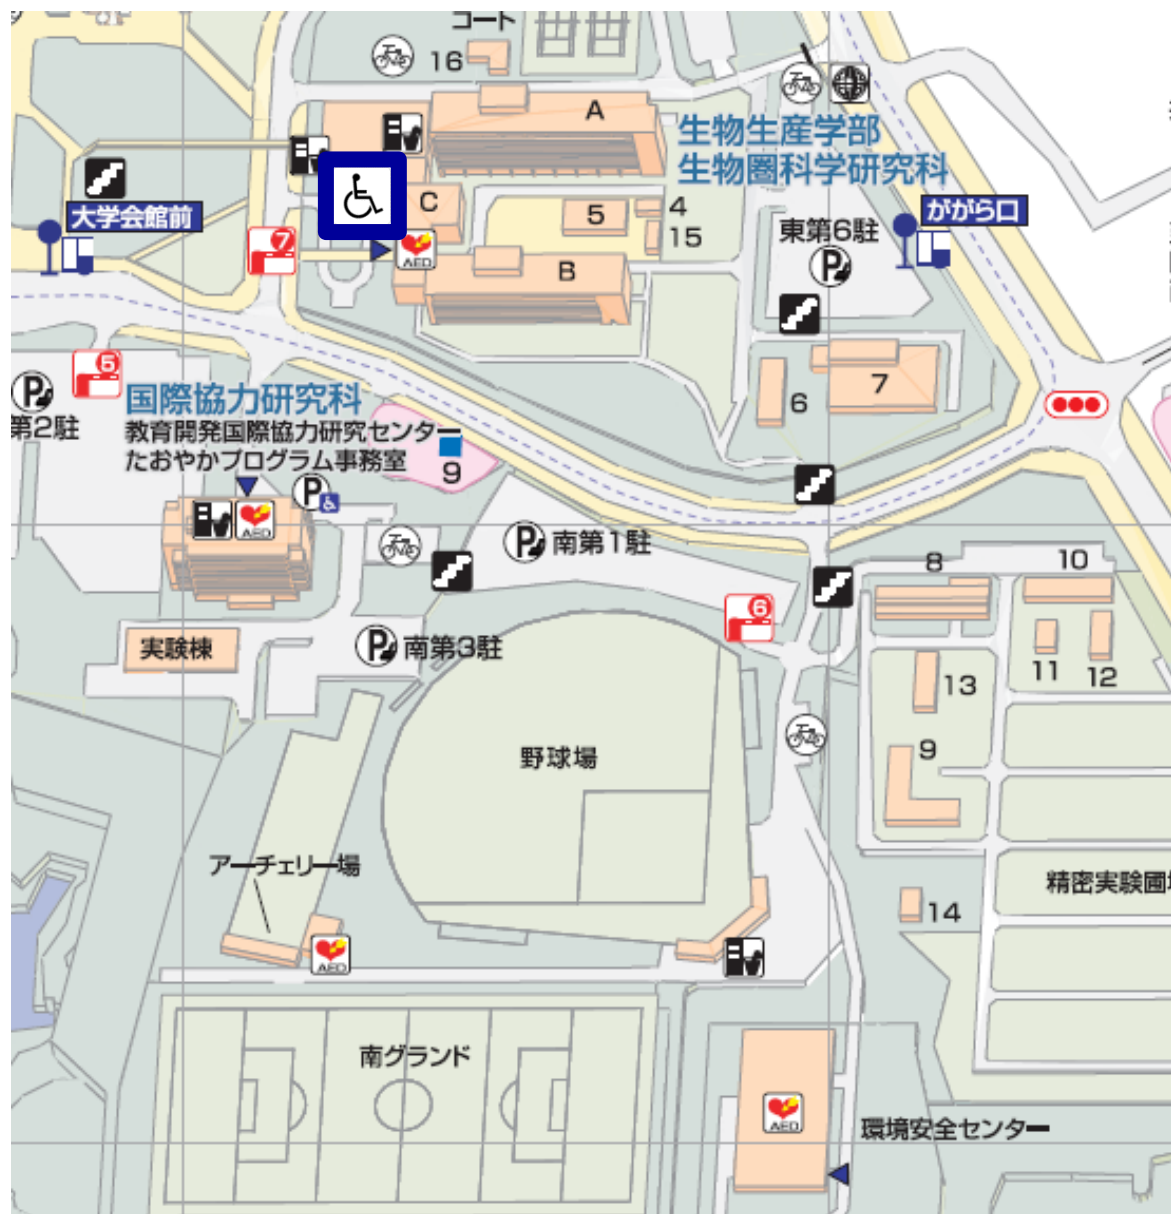 コート
16
A
生物生産学部
生物圏科学研究科
C
5
4
15
大学会館前
ががら口
東第6駐
P
7
AED
B
5
P
第2駐
国際協力研究科
教育開発国際協力研究センター
たおやかプログラム事務室
9
6
7
P
AED
P
南第1駐
8
10
6
実験棟
P
南第3駐
13
11
12
野球場
9
アーチェリー場
精密実験圃場
14
AED
南グランド
AED
環境安全センター